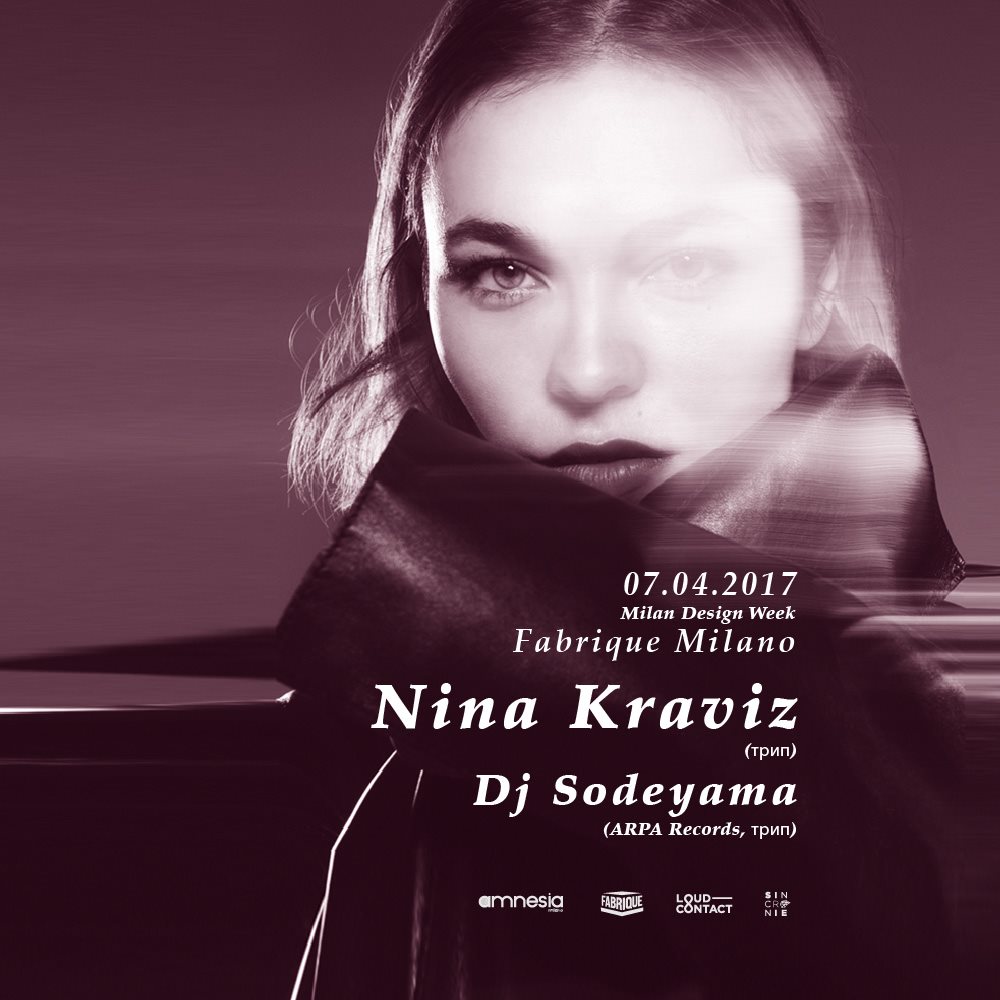 07.04.2017
Milan Design Week
Fabrique Milano
Nina Kraviz
(трип)
Dj Sodeyama
(ARPA Records, трип)
amnesia
milano
FABRIQUE
LOUD
CONTACT
SIN
CRO
NIE